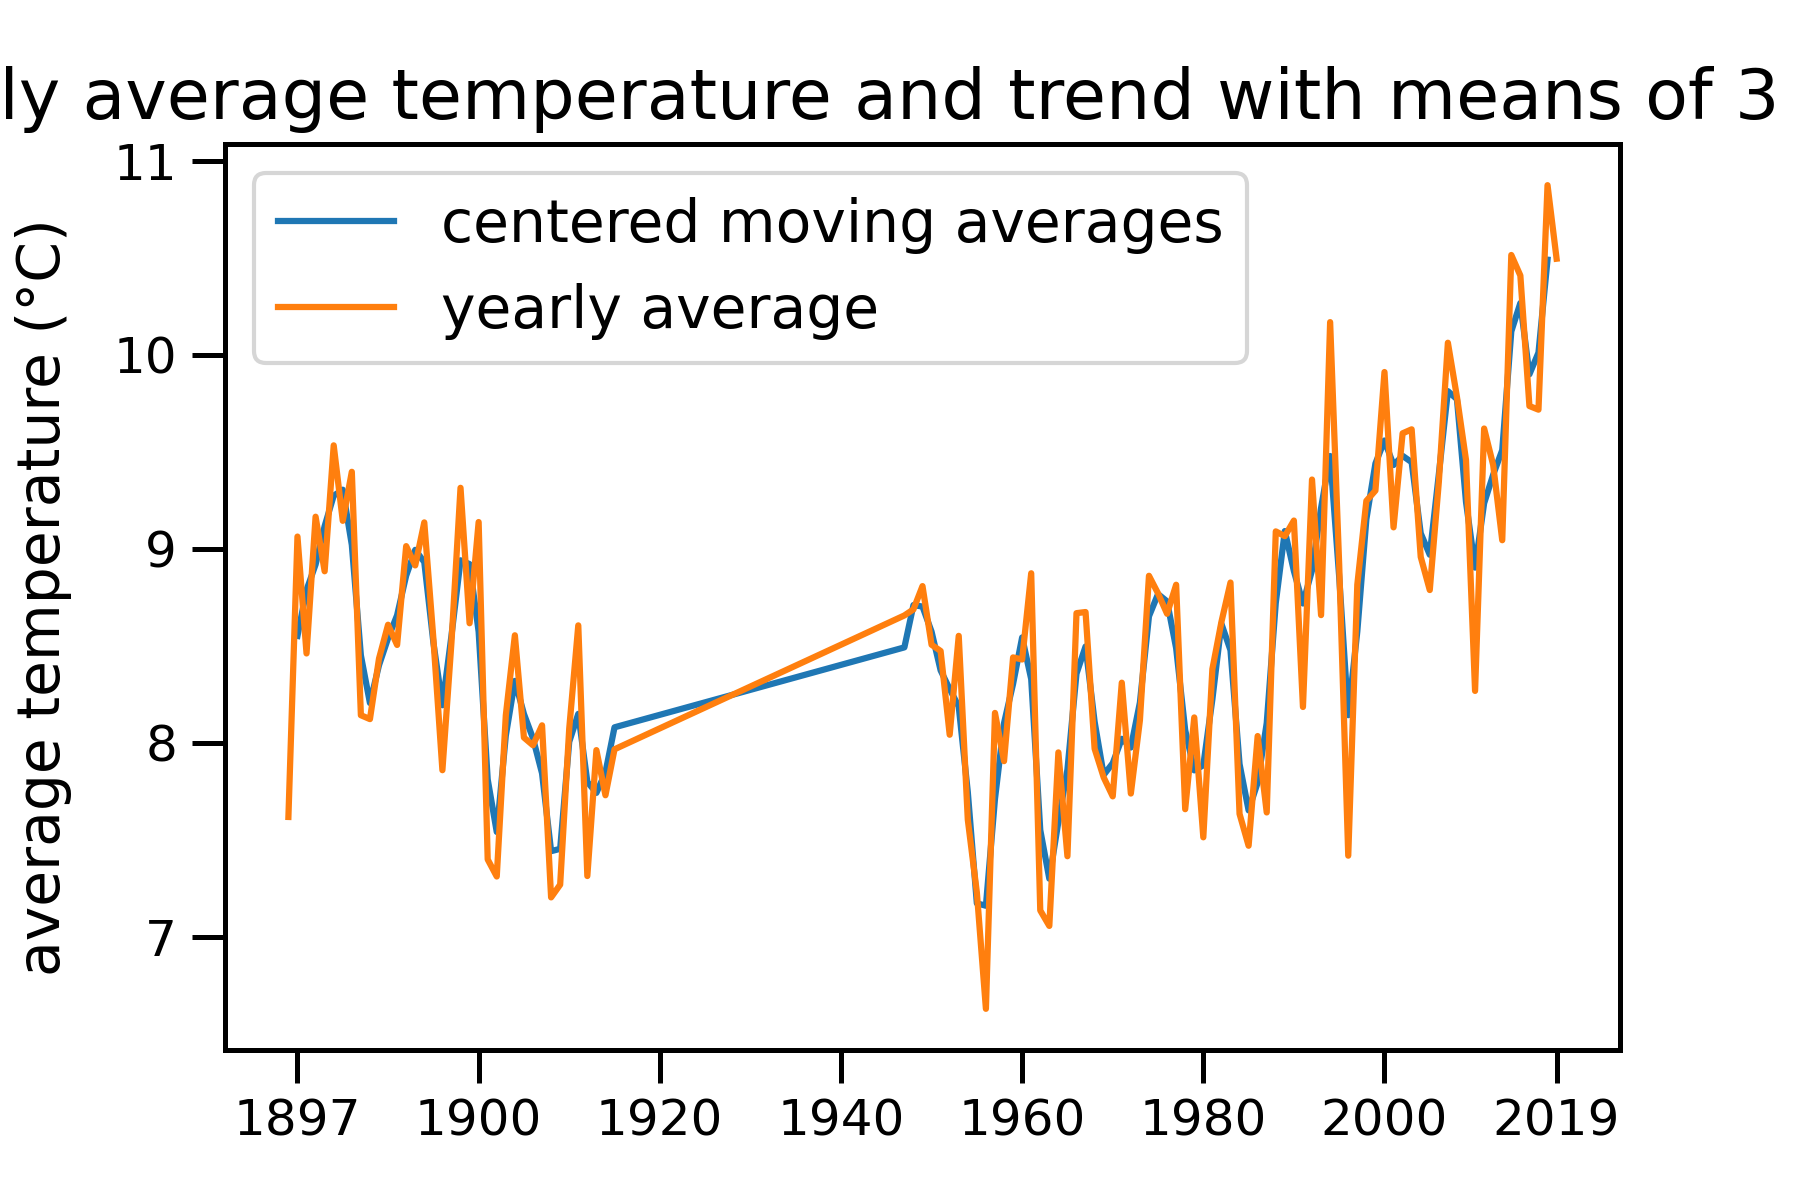 ly average temperature and trend with means of 3
centered moving averages
yearly average
average temperature (°C)
11
10
9
8
7
1897 1900 1920 1940 1960 1980 2000 2019